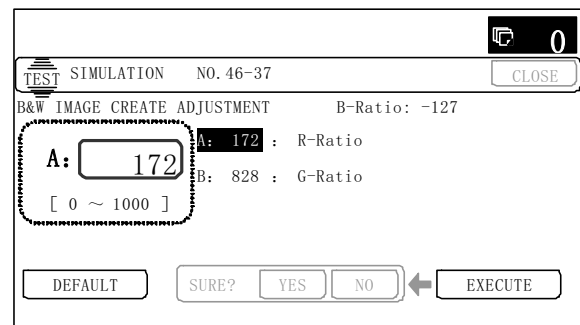 0
TEST SIMULATION NO.46-37 CLOSE
B&W IMAGE CREATE ADJUSTMENT B-Ratio: -127
A: 172 : R-Ratio
A: 172
B: 828 : G-Ratio
[ 0 ~ 1000 ]
DEFAULT SURE? YES NO EXECUTE